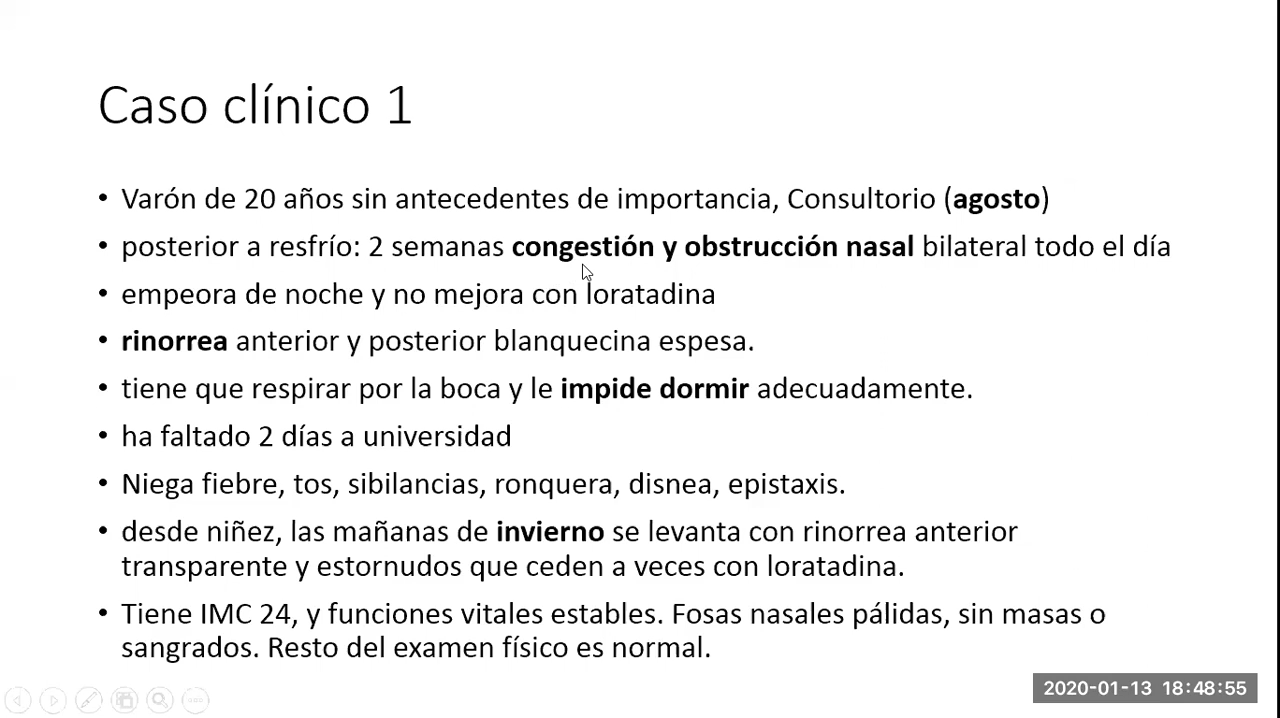 Caso clínico 1
• Varón de 20 años sin antecedentes de importancia, Consultorio (agosto)
• posterior a resfrío: 2 semanas congestión y obstrucción nasal bilateral todo el día
• empeora de noche y no mejora con loratadina
• rinorrea anterior y posterior blanquecina espesa.
• tiene que respirar por la boca y le impide dormir adecuadamente.
• ha faltado 2 días a universidad
• Niega fiebre, tos, sibilancias, ronquera, disnea, epistaxis.
• desde niñez, las mañanas de invierno se levanta con rinorrea anterior
transparente y estornudos que ceden a veces con loratadina.
• Tiene IMC 24, y funciones vitales estables. Fosas nasales pálidas, sin masas o
sangrados. Resto del examen físico es normal.
2020-01-13 18:48:55